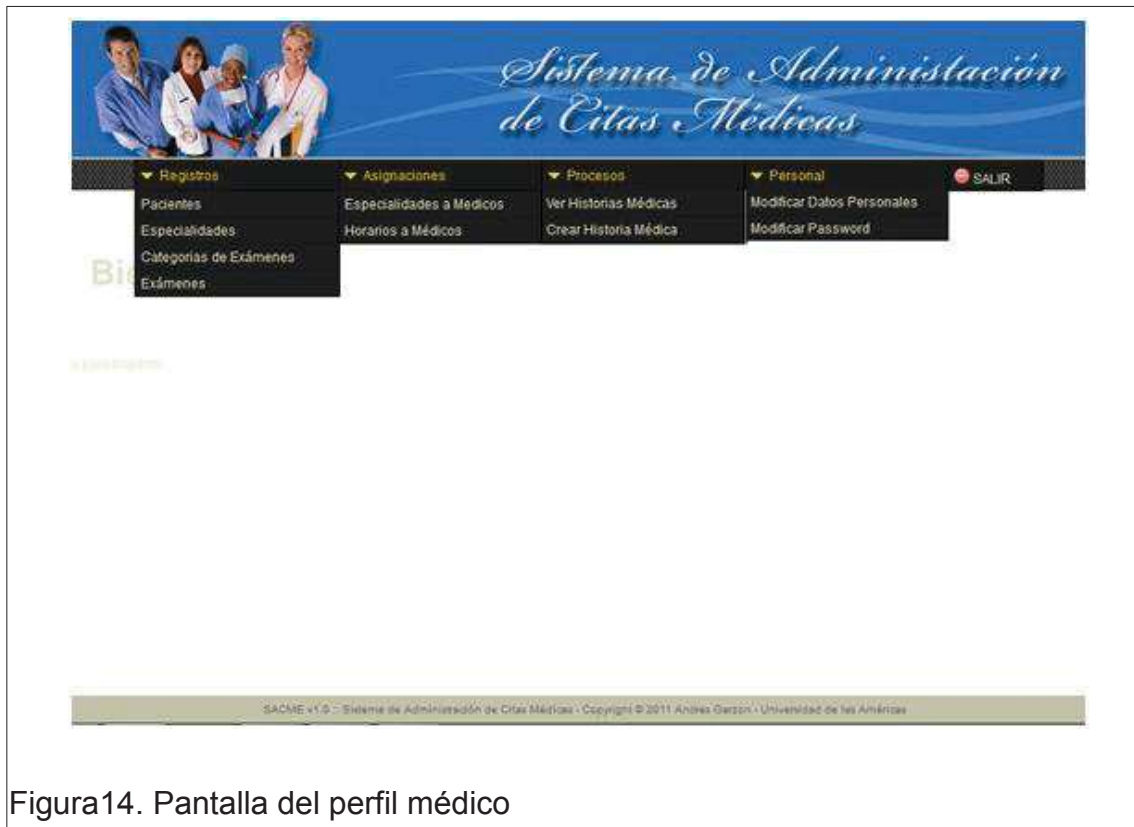 Sistema de Administación
de Citas Médicas
Registros
Pacientes
Especialidades
Categorias de Exámenes
Exámenes
Asignaciones
Especialidades a Medicos
Horarios a Médicos
Procesos
Ver Historias Médicas
Crear Historia Médica
Personal
Modificar Datos Personales
Modificar Password
SALIR
Bi
SACME v1.0 :: Sistema de Administración de Citas Médicas - Copyright © 2011 Andres Garzon - Universidad de las Américas
Figura14. Pantalla del perfil médico